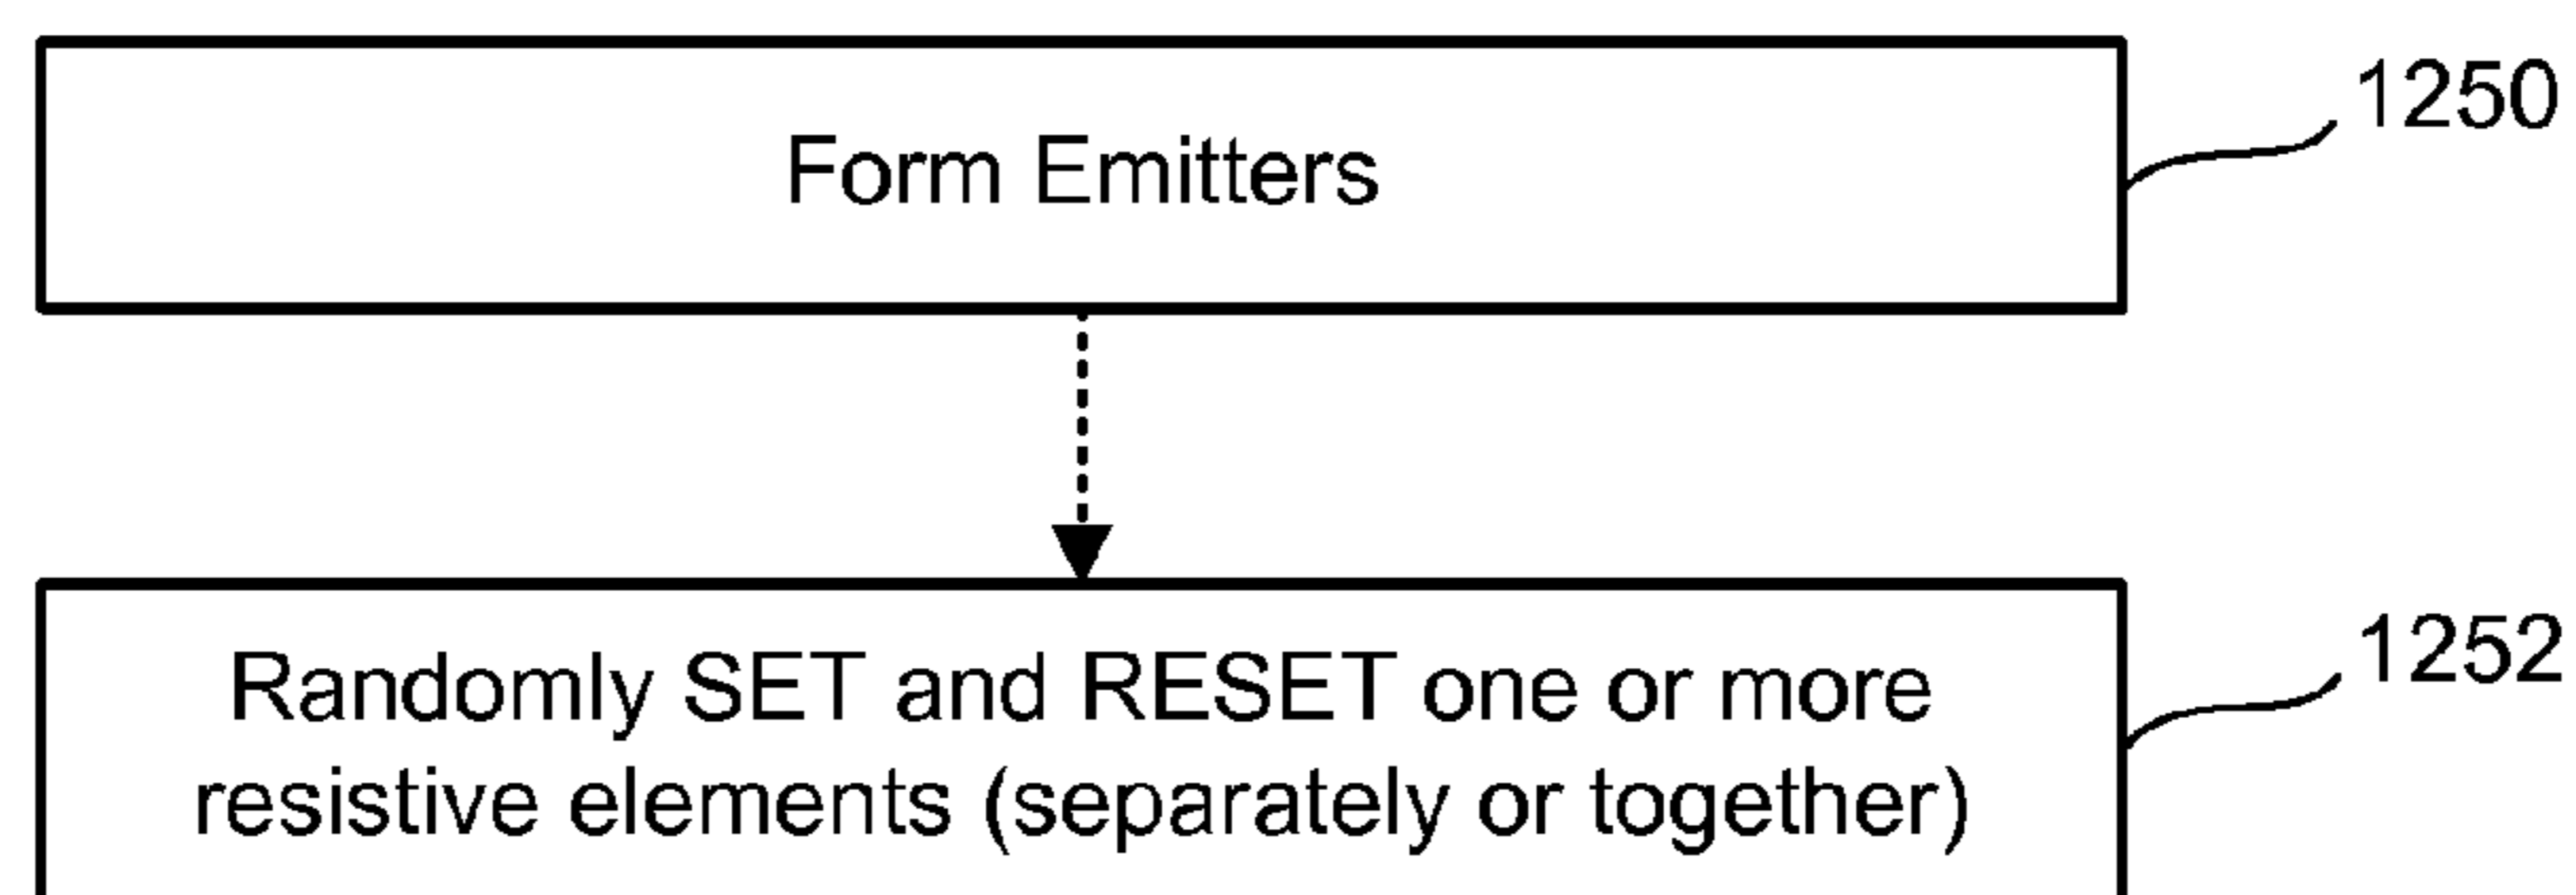 Form Emitters
1250
Randomly SET and RESET one or more
resistive elements (separately or together)
1252